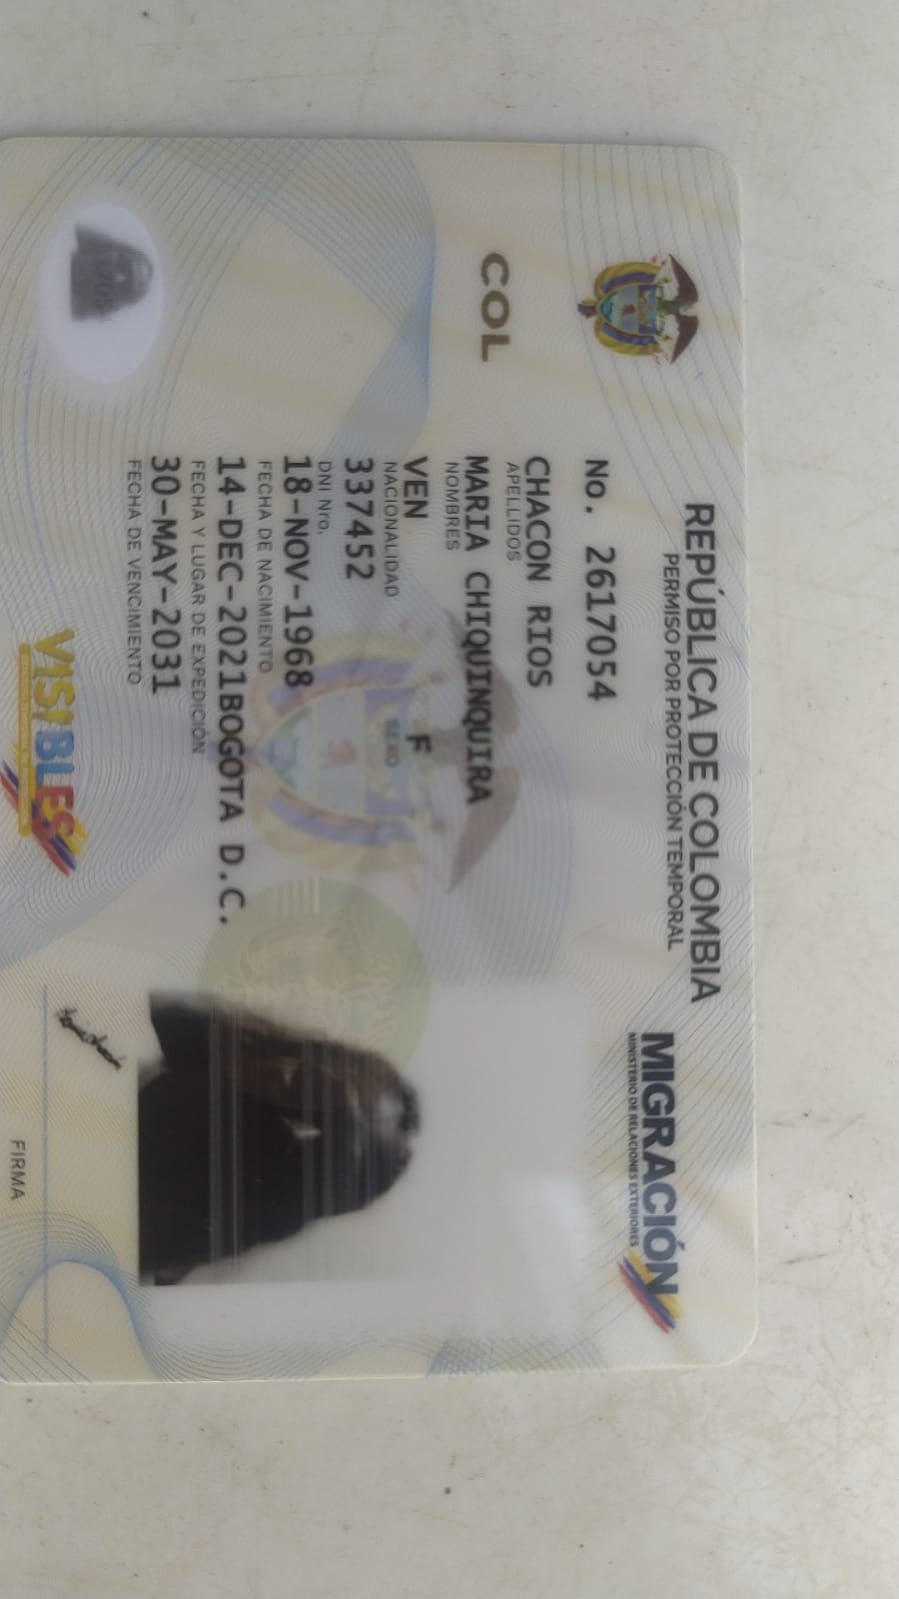 REPÚBLICA DE COLOMBIA
PERMISO POR PROTECCIÓN TEMPORAL
MIGRACIÓN
MINISTERIO DE RELACIONES EXTERIORES
No. 2617054
COL
CHACON RIOS
APELLIDOS
MARIA CHIQUINQUIRA
NOMBRES
VEN F
NACIONALIDAD SEXO
337452
DNI Nro.
18-NOV-1968
FECHA DE NACIMIENTO
14-DEC-2021BOGOTA D.C.
FECHA Y LUGAR DE EXPEDICIÓN
30-MAY-2031
FECHA DE VENCIMIENTO
VISIBLES
FIRMA